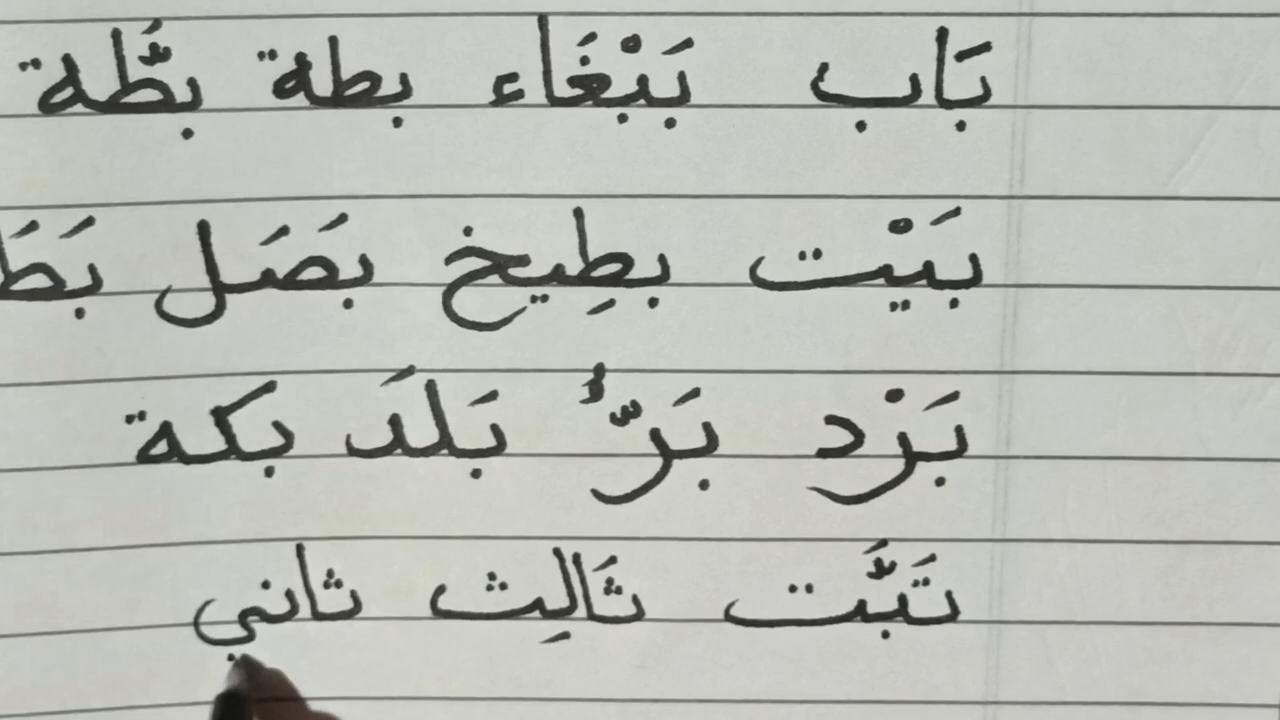 بَاب بَبْغَاء بطة بطَّة
بَيْت بطِيخ بَصَل
بَرْد بَرٌّ بَلَدَ بكة
تَبَّت ثَالِث ثاني